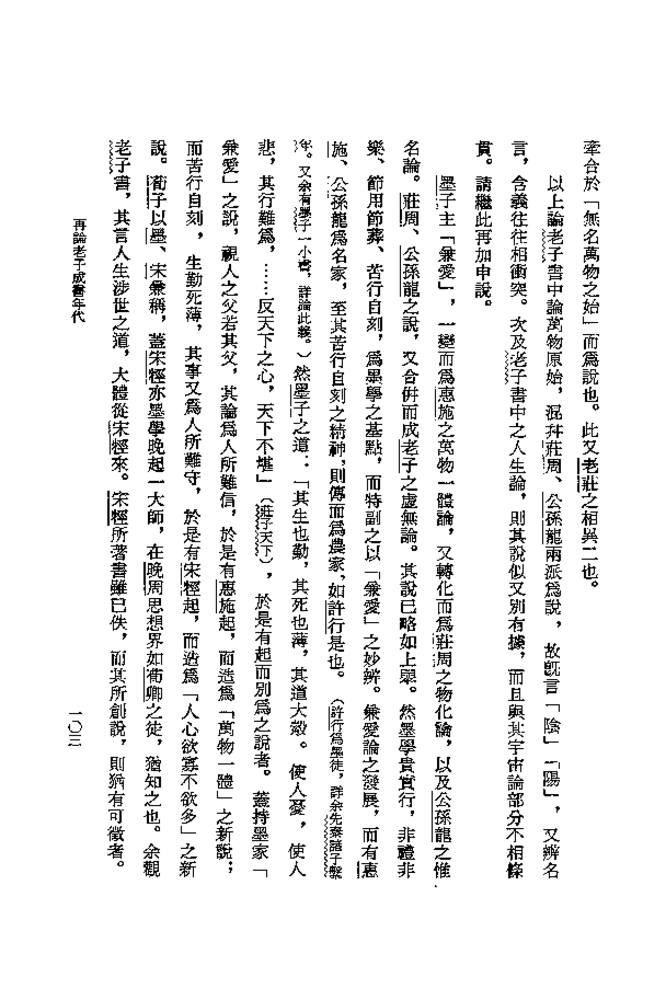 牽合於「無名萬物之始」而爲說也。此又老莊之相異二也。
以上論老子書中論萬物原始，混幷莊周、公孫龍兩派爲說，故旣言「陰」「陽」，又辨名
言，含義往往相衝突。次及老子書中之人生論，則其說似又別有據，而且與其宇宙論部分不相條
貫。請繼此再加申說。
墨子主「兼愛」，一變而爲惠施之萬物一體論，又轉化而爲莊周之物化論，以及公孫龍之惟
名論。莊周、公孫龍之說，又合併而成老子之虛無論。其說已略如上舉。然墨學貴實行，非禮非
樂、節用節葬、苦行自刻，爲墨學之基點，而特副之以「兼愛」之妙辨。兼愛論之發展，而有惠
施、公孫龍爲名家，至其苦行自刻之精神，則傳而爲農家，如許行是也。（許行爲墨徒，詳余先秦諸子繫
年。又余有墨子一小書，詳論此義。）然墨子之道：「其生也勤，其死也薄，其道大觳。使人憂，使人
悲，其行難爲，……反天下之心，天下不堪」（莊子天下），於是有起而別爲之說者。蓋持墨家「
兼愛」之說，視人之父若其父，其論爲人所難信，於是有惠施起，而造爲「萬物一體」之新說；
而苦行自刻，生勤死薄，其事又爲人所難守，於是有宋牼起，而造爲「人心欲寡不欲多」之新
說。荀子以墨、宋兼稱，蓋宋牼亦墨學晚起一大師，在晚周思想界如荀卿之徒，猶知之也。余觀
老子書，其言人生涉世之道，大體從宋牼來。宋牼所著書雖已佚，而其所創說，則猶有可徵者。
再論老子成書年代
一〇三